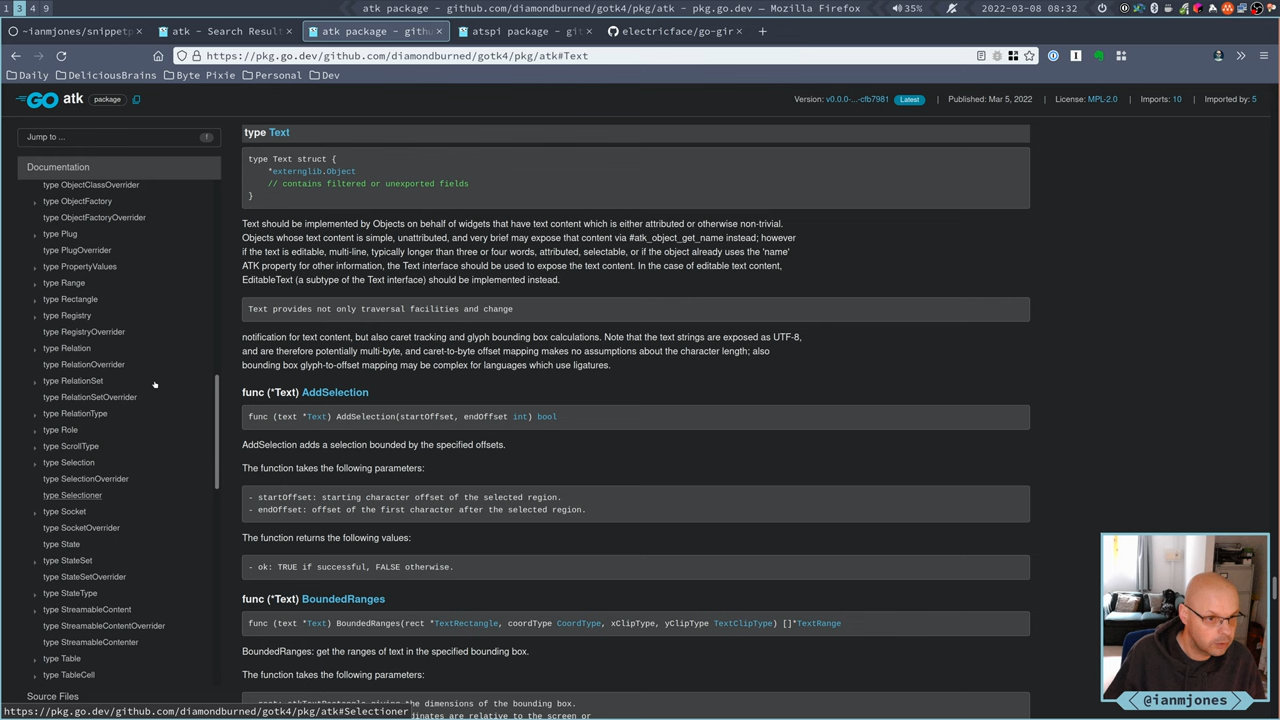 1 3 4 9
atk package - github.com/diamondburned/gotk4/pkg/atk - pkg.go.dev — Mozilla Firefox
35%
2022-03-08 08:32
~ianmjones/snippetp
atk - Search Result
atk package - githu
atspi package - git
electricface/go-gir
https://pkg.go.dev/github.com/diamondburned/gotk4/pkg/atk#Text
Daily
DeliciousBrains
Byte Pixie
Personal
Dev
GO atk package
Version: v0.0.0-...-cfb7981 Latest | Published: Mar 5, 2022 | License: MPL-2.0 | Imports: 10 | Imported by: 5
Jump to ... f
Documentation
type ObjectClassOverrider
type ObjectFactory
type ObjectFactoryOverrider
type Plug
type PlugOverrider
type PropertyValues
type Range
type Rectangle
type Registry
type RegistryOverrider
type Relation
type RelationOverrider
type RelationSet
type RelationSetOverrider
type RelationType
type Role
type ScrollType
type Selection
type SelectionOverrider
type Selectioner
type Socket
type SocketOverrider
type State
type StateSet
type StateSetOverrider
type StateType
type StreamableContent
type StreamableContentOverrider
type StreamableContenter
type Table
type TableCell
Source Files
https://pkg.go.dev/github.com/diamondburned/gotk4/pkg/atk#Selectioner
type Text
type Text struct {
*externglib.Object
// contains filtered or unexported fields
}
Text should be implemented by Objects on behalf of widgets that have text content which is either attributed or otherwise non-trivial.
Objects whose text content is simple, unattributed, and very brief may expose that content via #atk_object_get_name instead; however
if the text is editable, multi-line, typically longer than three or four words, attributed, selectable, or if the object already uses the 'name'
ATK property for other information, the Text interface should be used to expose the text content. In the case of editable text content,
EditableText (a subtype of the Text interface) should be implemented instead.
Text provides not only traversal facilities and change
notification for text content, but also caret tracking and glyph bounding box calculations. Note that the text strings are exposed as UTF-8,
and are therefore potentially multi-byte, and caret-to-byte offset mapping makes no assumptions about the character length; also
bounding box glyph-to-offset mapping may be complex for languages which use ligatures.
func (*Text) AddSelection
func (text *Text) AddSelection(startOffset, endOffset int) bool
AddSelection adds a selection bounded by the specified offsets.
The function takes the following parameters:
- startOffset: starting character offset of the selected region.
- endOffset: offset of the first character after the selected region.
The function returns the following values:
- ok: TRUE if successful, FALSE otherwise.
func (*Text) BoundedRanges
func (text *Text) BoundedRanges(rect *TextRectangle, coordType CoordType, xClipType, yClipType TextClipType) []*TextRange
BoundedRanges: get the ranges of text in the specified bounding box.
The function takes the following parameters:
- rect: atkTextRectangle giving the dimensions of the bounding box.
@ianmjones